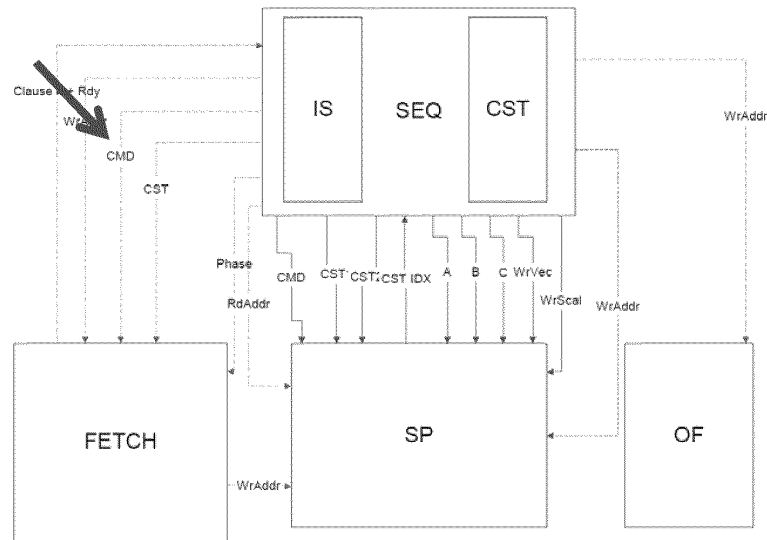 IS
SEQ
CST
Rdy
WrAddr
CMD
CST
Phase
RdAddr
CMD
CST
CST2
CST IDX
A
B
C
WrVec
WrScal
WrAddr
FETCH
SP
OF
WrAddr
Clause